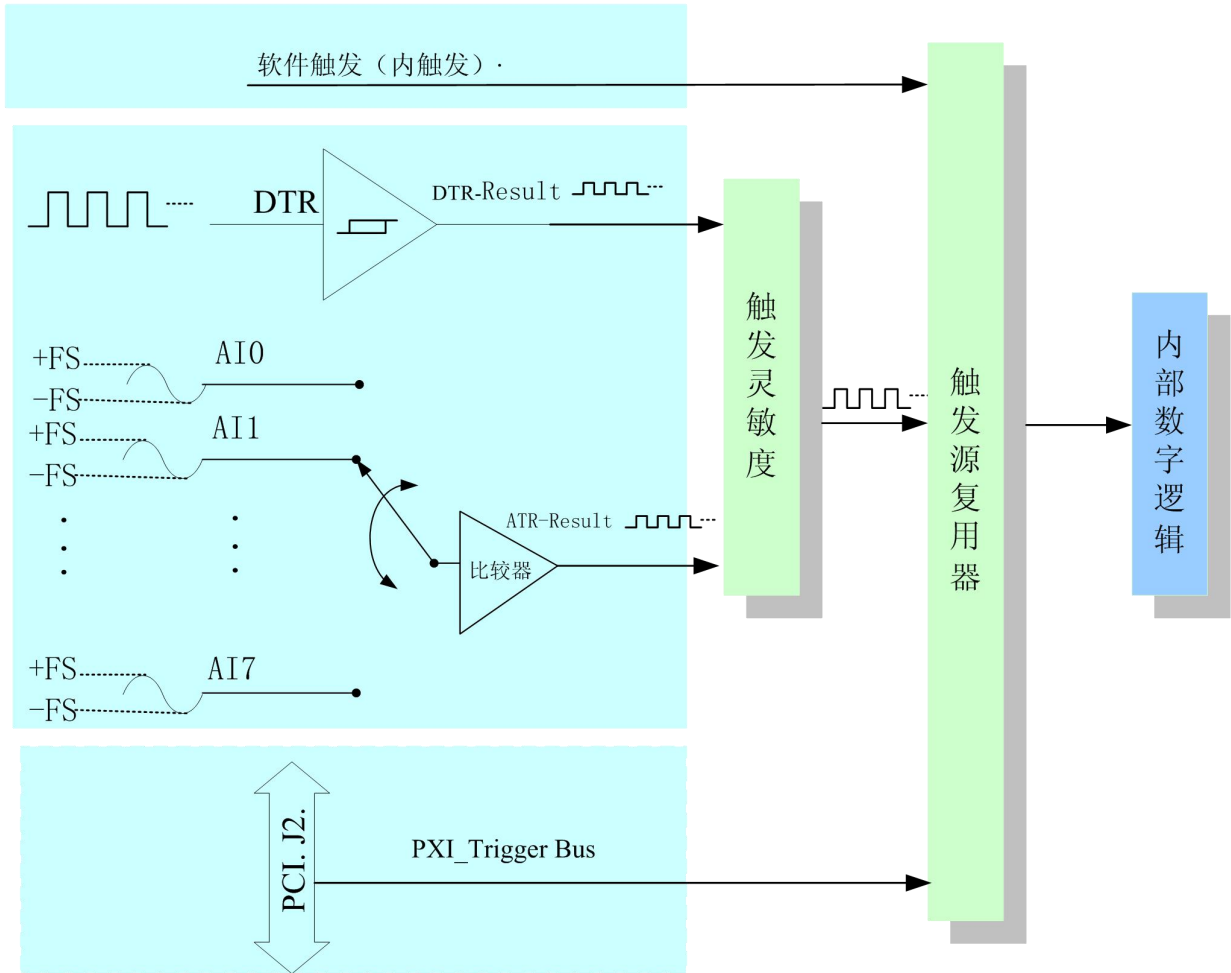 软件触发（内触发）·
DTR
DTR-Result
+FS
AI0
-FS
+FS
AI1
-FS
ATR-Result
比较器
+FS
AI7
-FS
PCI. J2.
PXI_Trigger Bus
触发灵敏度
触发源复用器
内部数字逻辑